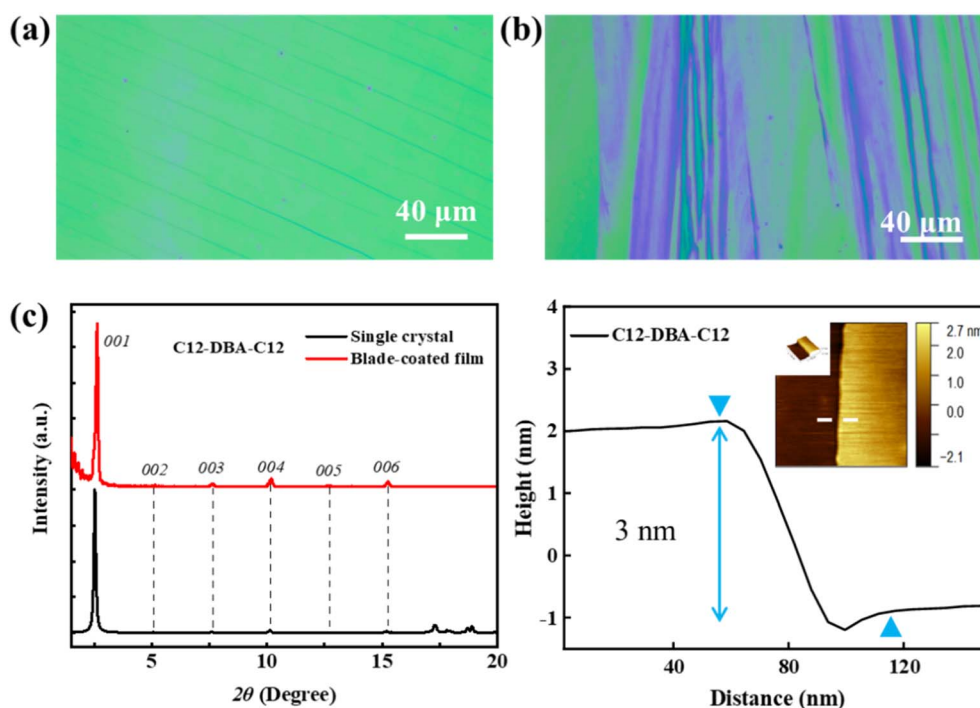 (a)
40 μm
(b)
40 μm
(c)
001
C12-DBA-C12
Single crystal
Blade-coated film
002
003
004
005
006
Intensity (a.u.)
5
10
15
20
2θ (Degree)
C12-DBA-C12
2.7 nm
2.0
1.0
0.0
−2.1
3 nm
4
3
2
1
0
-1
Height (nm)
40
80
120
Distance (nm)